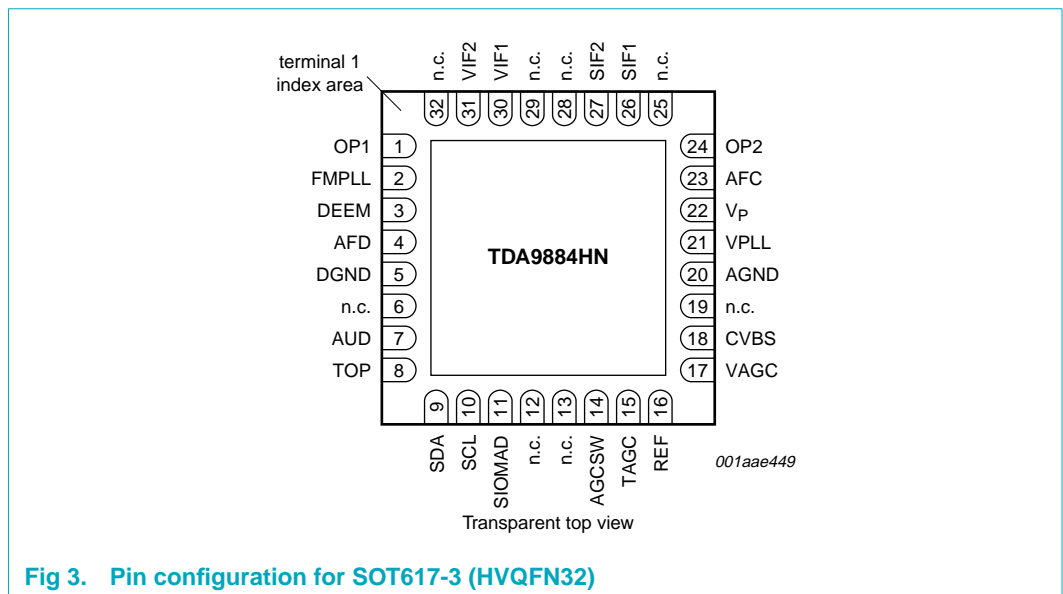 terminal 1
index area
n.c.
VIF2
VIF1
n.c.
n.c.
SIF2
SIF1
n.c.
32
31
30
29
28
27
26
25
OP1 1
24 OP2
FMPLL 2
23 AFC
DEEM 3
22 VP
AFD 4
21 VPLL
TDA9884HN
DGND 5
20 AGND
n.c. 6
19 n.c.
AUD 7
18 CVBS
TOP 8
17 VAGC
9
10
11
12
13
14
15
16
SDA
SCL
SIOMAD
n.c.
n.c.
AGCSW
TAGC
REF
001aae449
Transparent top view
Fig 3. Pin configuration for SOT617-3 (HVQFN32)